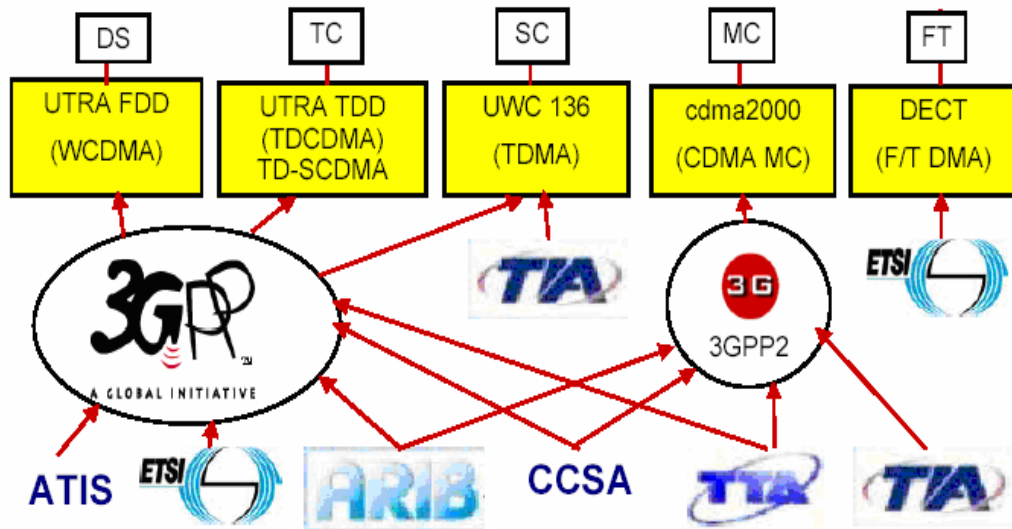 DS
TC
SC
MC
FT
UTRA FDD
(WCDMA)
UTRA TDD
(TDCDMA)
TD-SCDMA
UWC 136
(TDMA)
cdma2000
(CDMA MC)
DECT
(F/T DMA)
3GPP
TM
A GLOBAL INITIATIVE
TIA
3G
3GPP2
ETSI
ATIS
ETSI
ARIB
CCSA
TTA
TIA